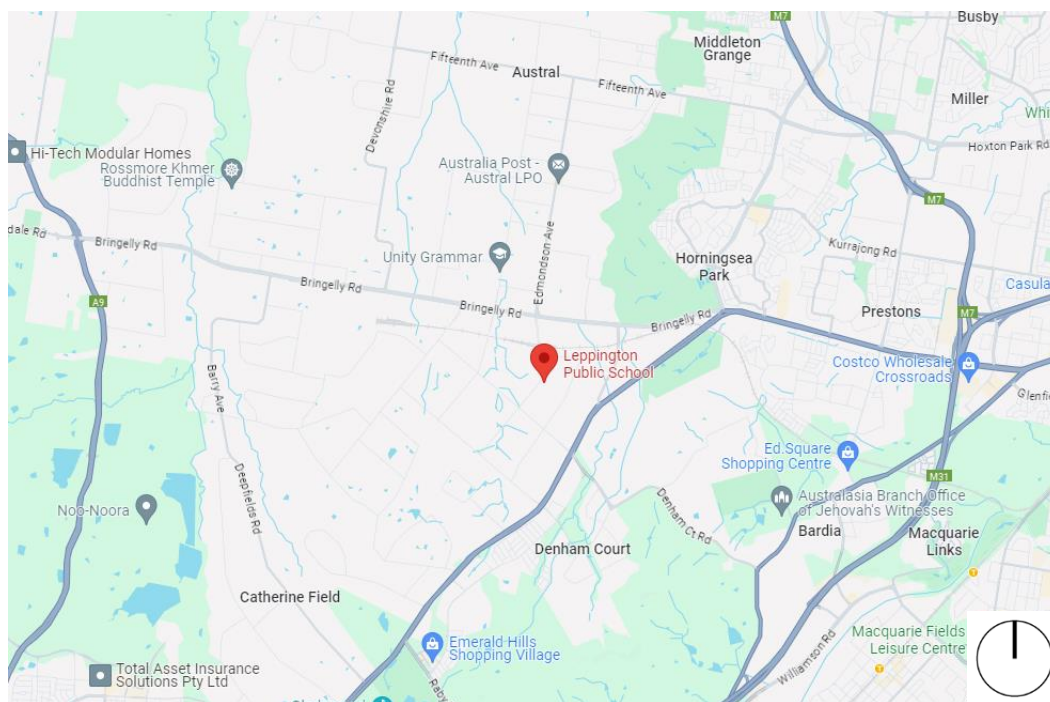 M7
Busby
Middleton
Grange
Fifteenth Ave
Austral
Fifteenth Ave
Devonshire Rd
Miller
Whi
Hoxton Park Rd
Hi-Tech Modular Homes
Rossmore Khmer
Buddhist Temple
Australia Post -
Austral LPO
M7
dale Rd
Bringelly Rd
Unity Grammar
Edmondson Ave
Horningsea
Park
Kurrajong Rd
Casula
Bringelly Rd
A9
Bringelly Rd
Bringelly Rd
M7
Prestons
Leppington
Public School
Costco Wholesale
Crossroads
Barry Ave
Glenfie
Ed.Square
Shopping Centre
Deepfields Rd
M31
Noo-Noora
Australasia Branch Office
of Jehovah's Witnesses
Denham Ct Rd
Bardia
Macquarie
Links
Denham Court
Catherine Field
Emerald Hills
Shopping Village
Macquarie Fields
Leisure Centre
Williamson Rd
Total Asset Insurance
Solutions Pty Ltd
Raby